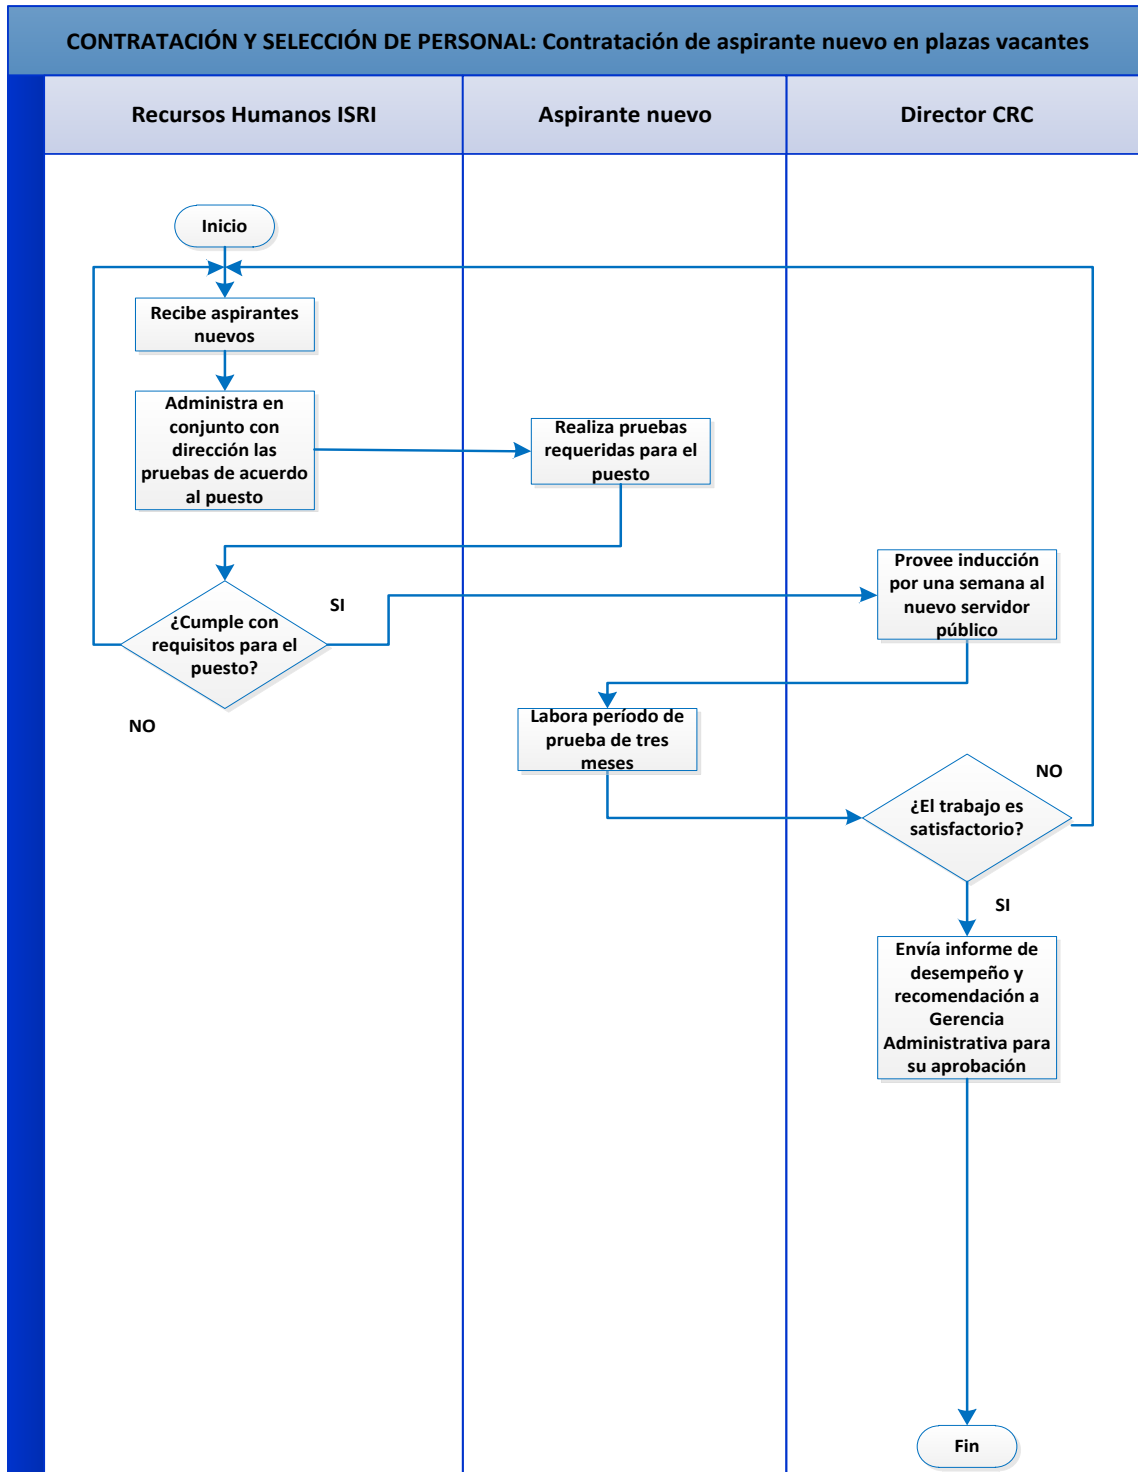 CONTRATACIÓN Y SELECCIÓN DE PERSONAL: Contratación de aspirante nuevo en plazas vacantes
Recursos Humanos ISRI
Aspirante nuevo
Director CRC
Inicio
Recibe aspirantes
nuevos
Administra en
conjunto con
dirección las
pruebas de acuerdo
al puesto
Realiza pruebas
requeridas para el
puesto
¿Cumple con
requisitos para el
puesto?
SI
NO
Provee inducción
por una semana al
nuevo servidor
público
Labora período de
prueba de tres
meses
¿El trabajo es
satisfactorio?
NO
SI
Envía informe de
desempeño y
recomendación a
Gerencia
Administrativa para
su aprobación
Fin